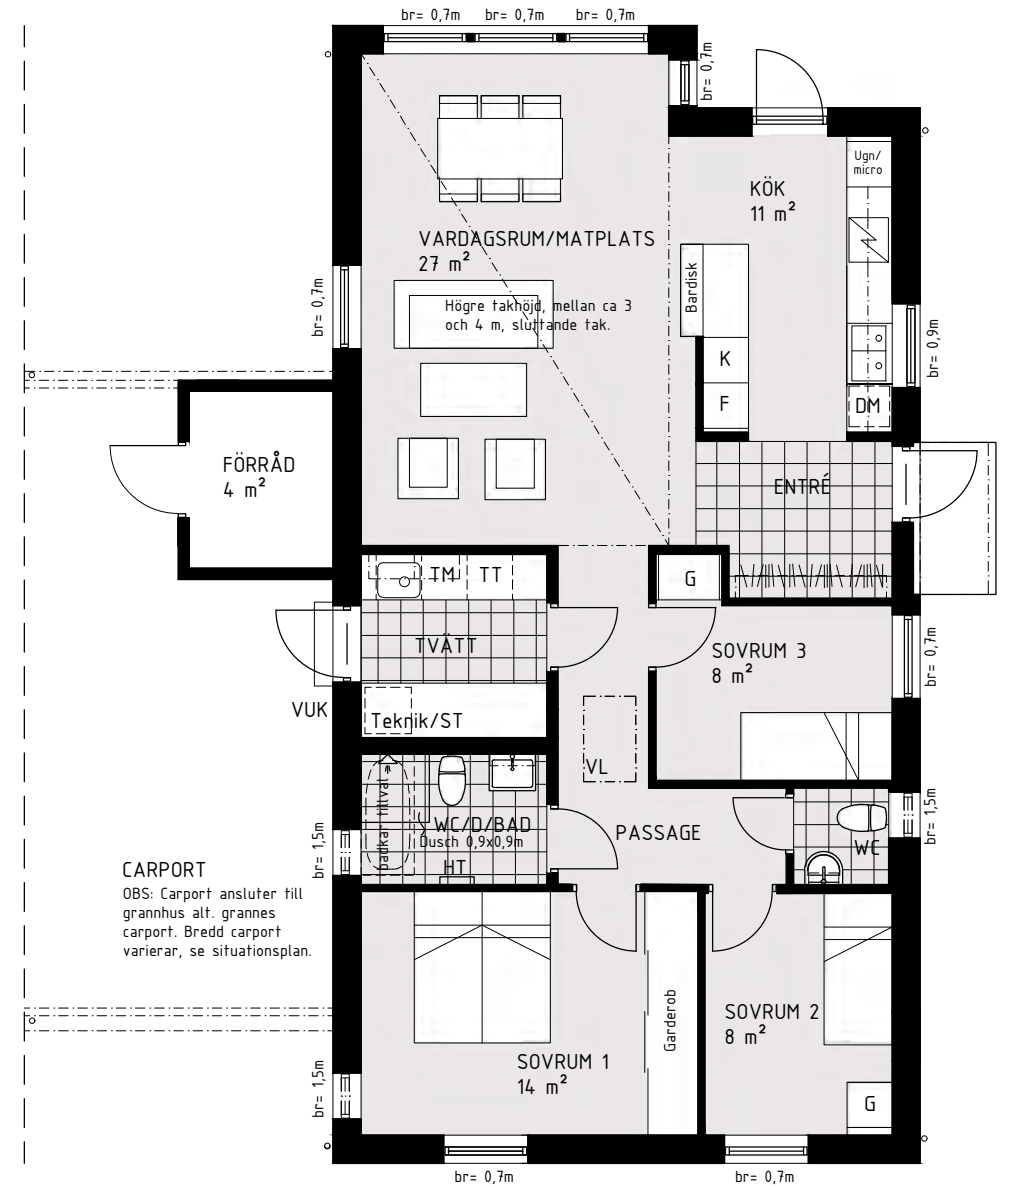 br= 0,7m
br= 0,7m
br= 0,7m
br= 0,7m
Ugn/
micro
KÖK
11 m²
VARDAGSRUM/MATPLATS
27 m²
Bardisk
br= 0,7m
Högre takhöjd, mellan ca 3
och 4 m, sluttande tak.
br= 0,9m
K
F
DM
FÖRRÅD
4 m²
ENTRÉ
TM
TT
G
TVÄTT
SOVRUM 3
8 m²
br= 0,7m
VUK
Teknik/ST
VL
badkar tillval
WC/D/BAD
Dusch 0,9x0,9m
HT
PASSAGE
WC
br= 1,5m
br= 1,5m
CARPORT
OBS: Carport ansluter till
grannhus alt. grannes
carport. Bredd carport
varierar, se situationsplan.
Garderob
SOVRUM 2
8 m²
SOVRUM 1
14 m²
br= 1,5m
G
br= 0,7m
br= 0,7m